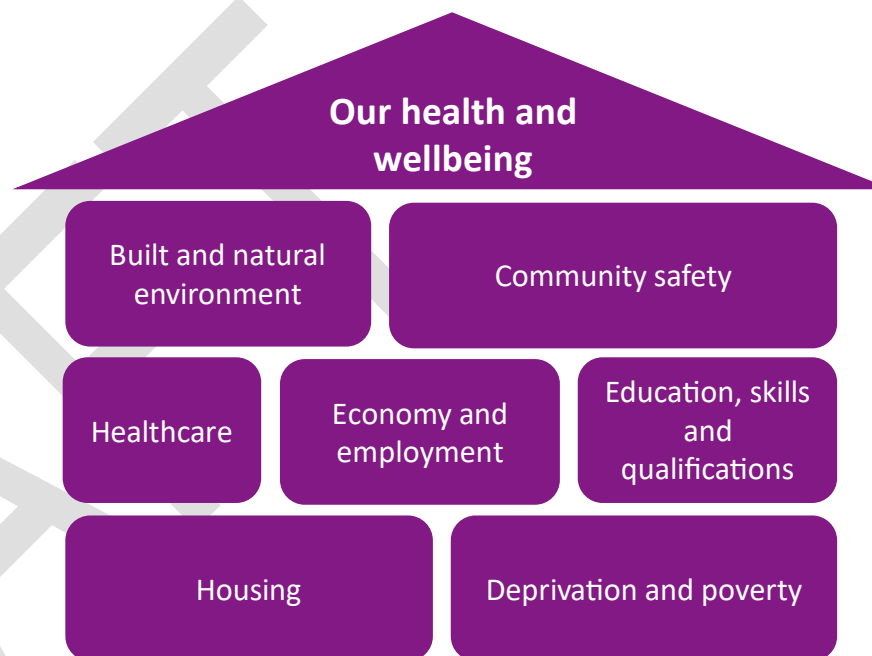 Our health and
wellbeing
Built and natural
environment
Community safety
Healthcare
Economy and
employment
Education, skills
and
qualifications
Housing
Deprivation and poverty